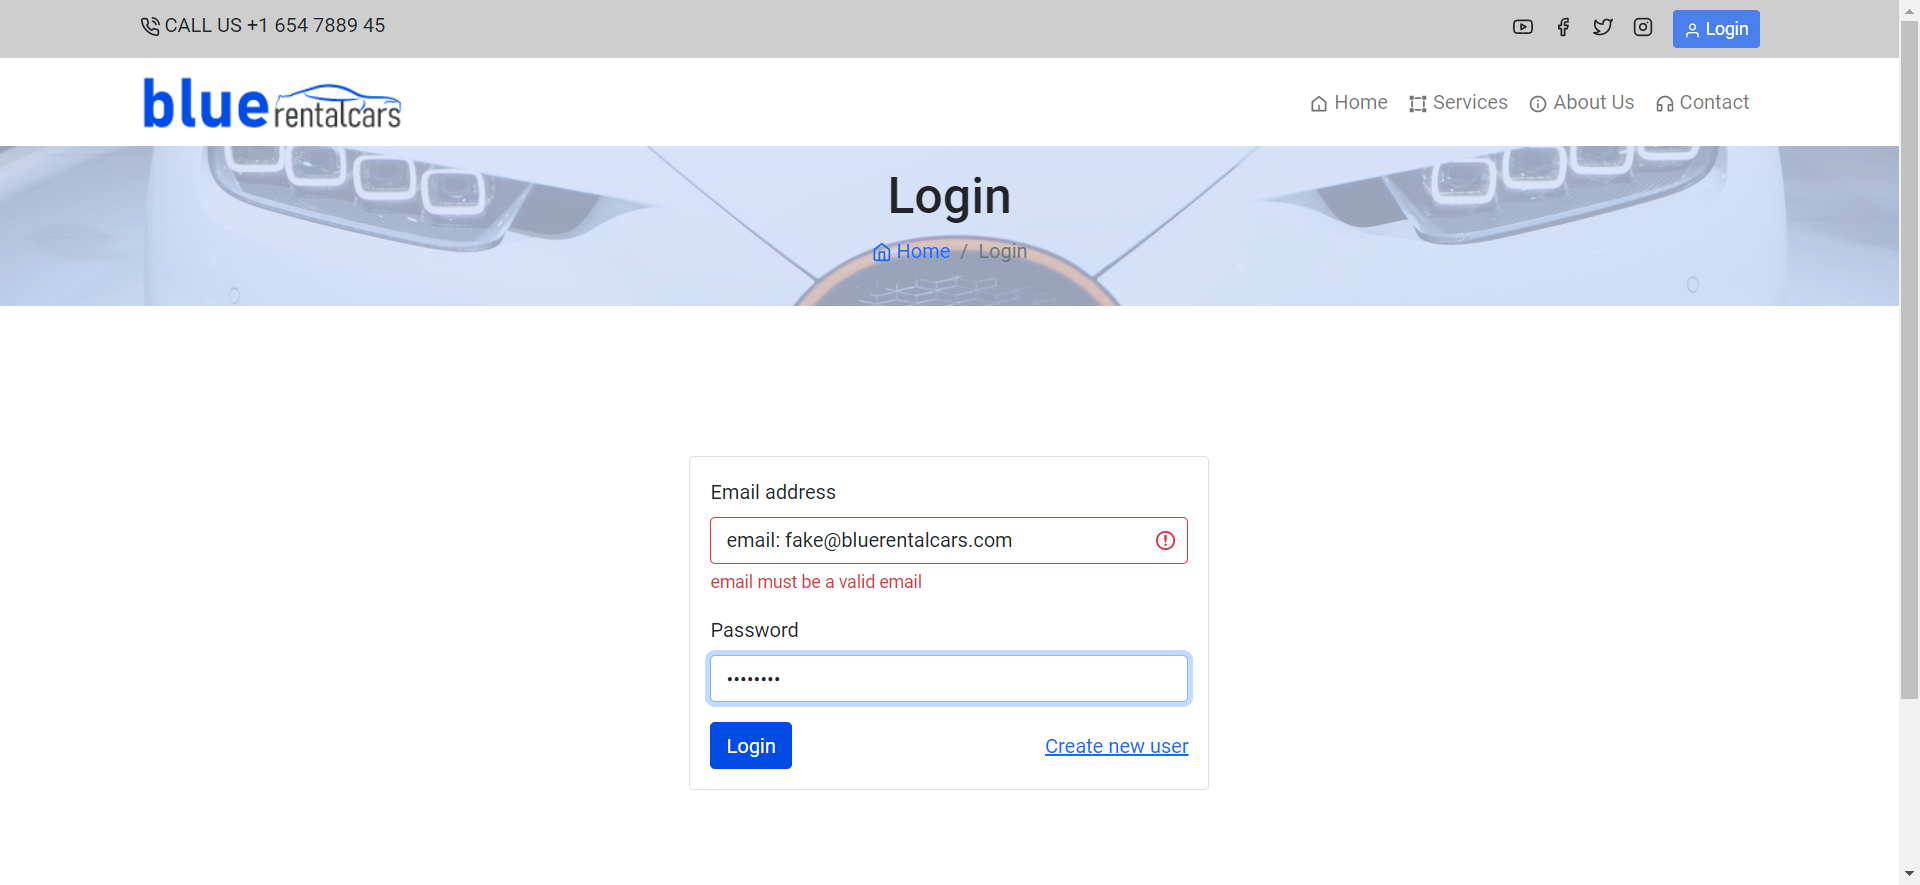 CALL US +1 654 7889 45
Login
blue rentalcars
Home Services About Us Contact
Login
Home / Login
Email address
email: fake@bluerentalcars.com
email must be a valid email
Password
••••••••
Login Create new user